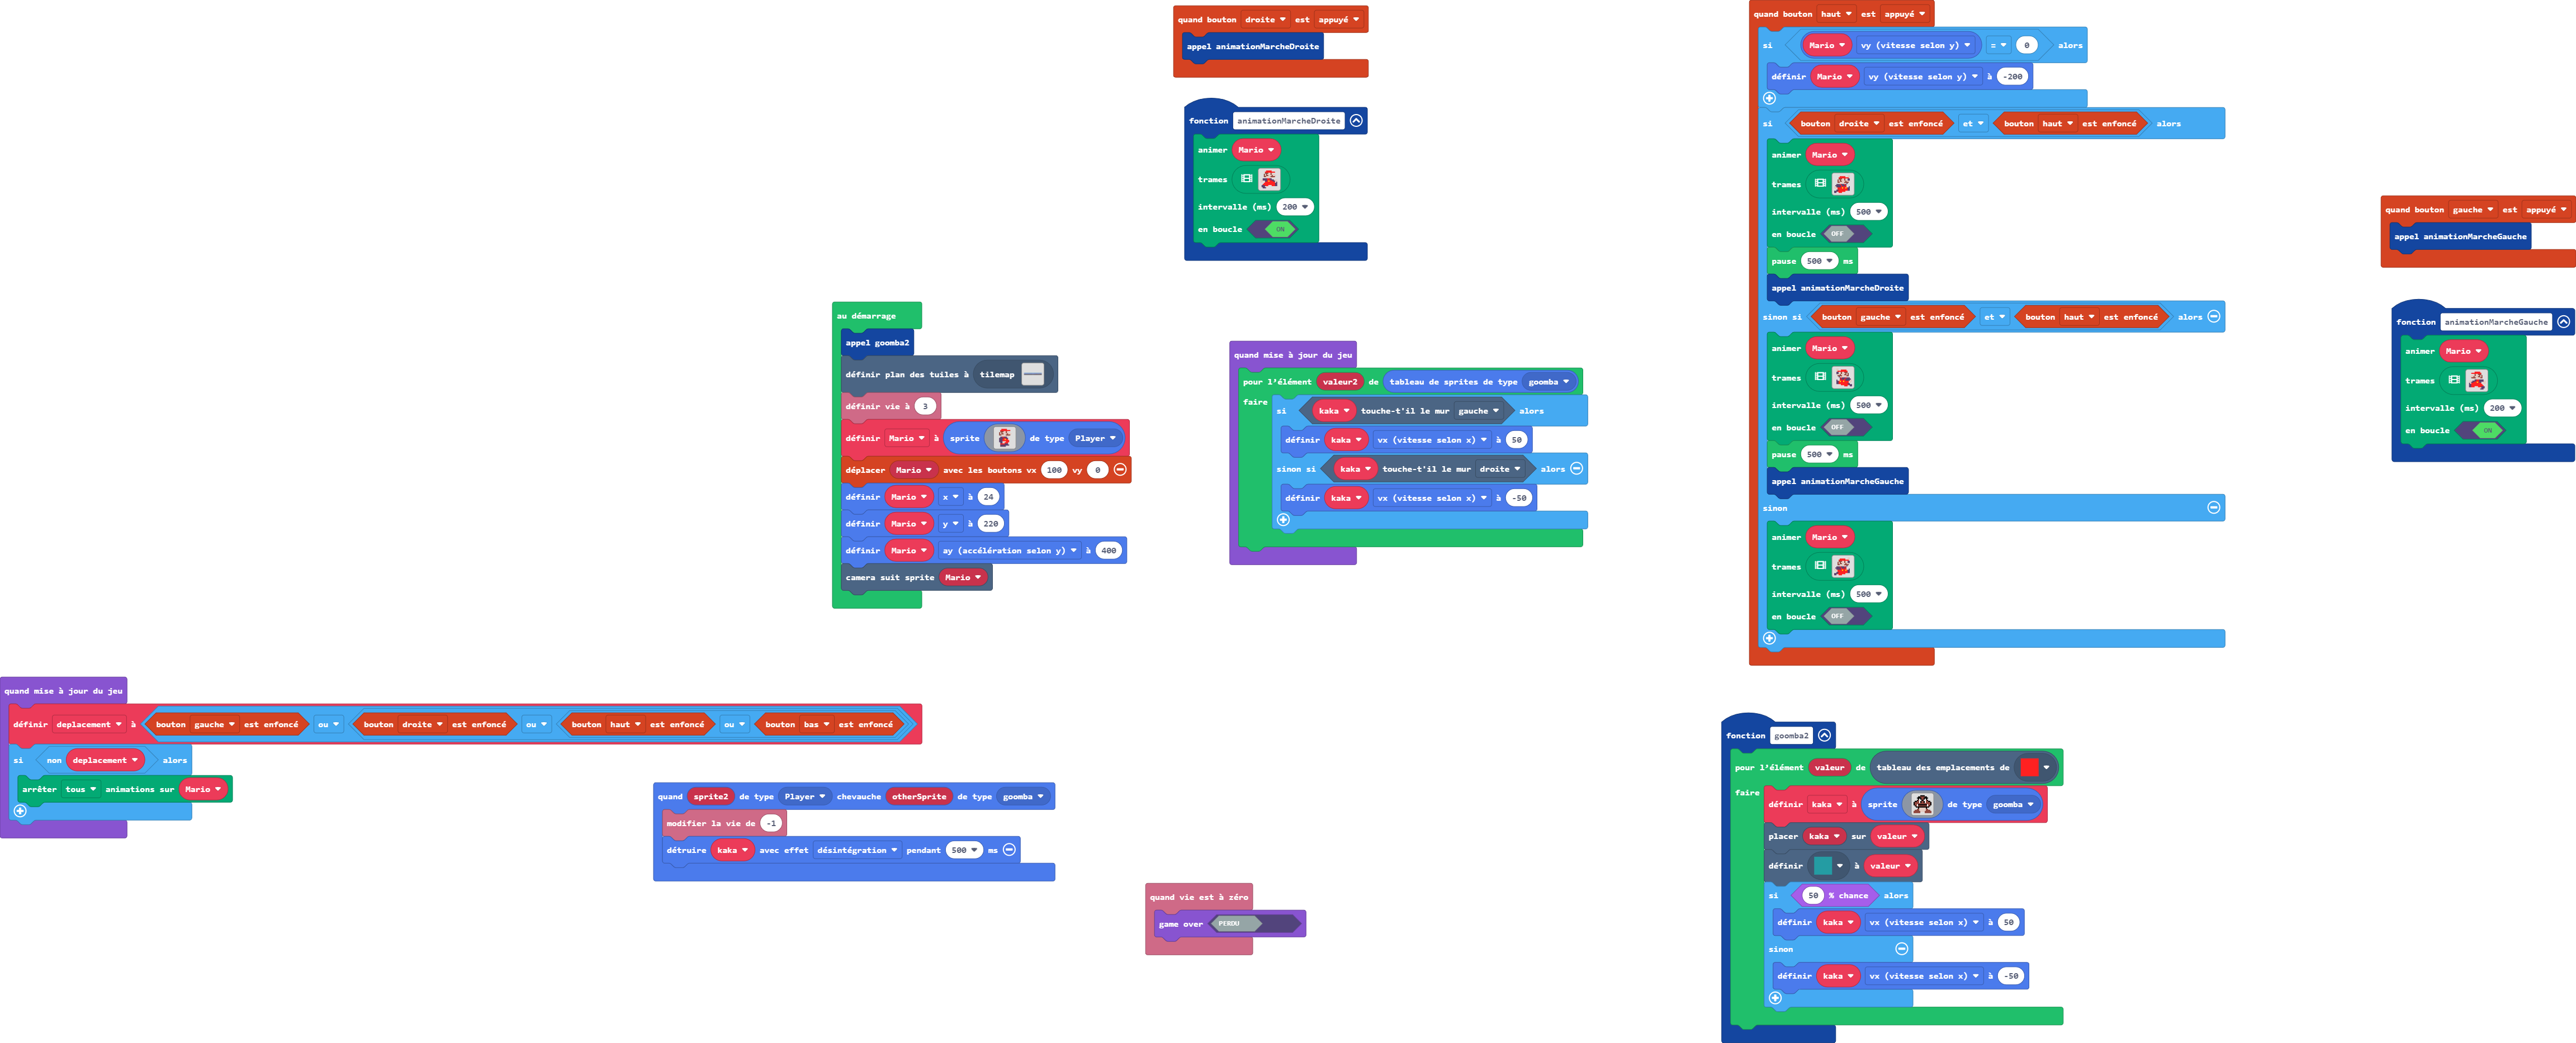 quand bouton droite est appuyé
appel animationMarcheDroite
fonction animationMarcheDroite
animer Mario
trames
intervalle (ms) 200
en boucle ON
quand bouton haut est appuyé
si Mario vy (vitesse selon y) = 0 alors
définir Mario vy (vitesse selon y) à -200
si bouton droite est enfoncé et bouton haut est enfoncé alors
animer Mario
trames
intervalle (ms) 500
en boucle OFF
pause 500 ms
appel animationMarcheDroite
sinon si bouton gauche est enfoncé et bouton haut est enfoncé alors
animer Mario
trames
intervalle (ms) 500
en boucle OFF
pause 500 ms
appel animationMarcheGauche
sinon
animer Mario
trames
intervalle (ms) 500
en boucle OFF
quand bouton gauche est appuyé
appel animationMarcheGauche
fonction animationMarcheGauche
animer Mario
trames
intervalle (ms) 200
en boucle ON
au démarrage
appel goomba2
définir plan des tuiles à tilemap
définir vie à 3
définir Mario à sprite de type Player
déplacer Mario avec les boutons vx 100 vy 0
définir Mario x à 24
définir Mario y à 220
définir Mario ay (accélération selon y) à 400
camera suit sprite Mario
quand mise à jour du jeu
pour l'élément valeur2 de tableau de sprites de type goomba
faire
si kaka touche-t'il le mur gauche alors
définir kaka vx (vitesse selon x) à 50
sinon si kaka touche-t'il le mur droite alors
définir kaka vx (vitesse selon x) à -50
quand mise à jour du jeu
définir deplacement à bouton gauche est enfoncé ou bouton droite est enfoncé ou bouton haut est enfoncé ou bouton bas est enfoncé
si non deplacement alors
arrêter tous animations sur Mario
quand sprite2 de type Player chevauche otherSprite de type goomba
modifier la vie de -1
détruire kaka avec effet désintégration pendant 500 ms
quand vie est à zéro
game over PERDU
fonction goomba2
pour l'élément valeur de tableau des emplacements de
faire
définir kaka à sprite de type goomba
placer kaka sur valeur
définir à valeur
si 50 % chance alors
définir kaka vx (vitesse selon x) à 50
sinon
définir kaka vx (vitesse selon x) à -50